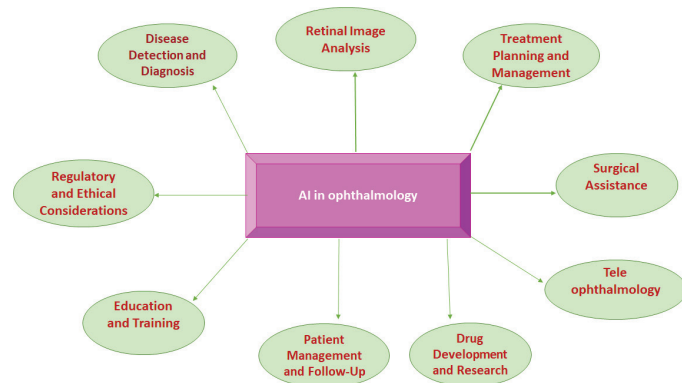 Disease
Detection and
Diagnosis
Retinal Image
Analysis
Treatment
Planning and
Management
Regulatory
and Ethical
Considerations
AI in ophthalmology
Surgical
Assistance
Tele
ophthalmology
Education
and Training
Patient
Management
and Follow-Up
Drug
Development
and Research